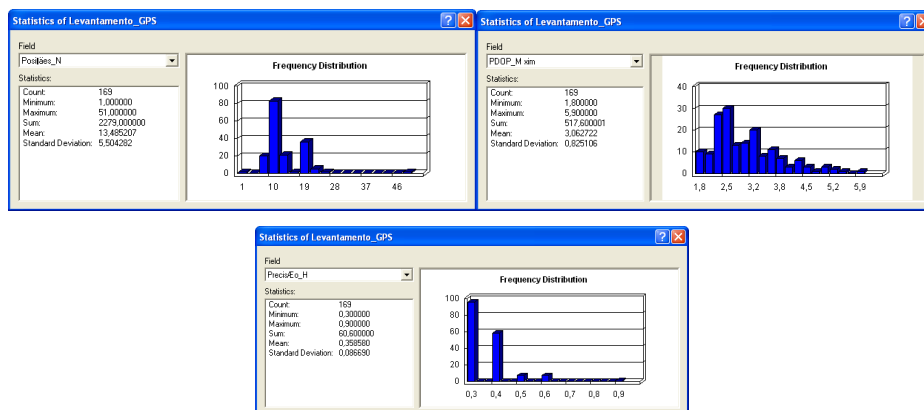 Statistics of Levantamento_GPS
Field
Posiţães_N
Statistics:
Count: 169
Minimum: 1,000000
Maximum: 51,000000
Sum: 2279,000000
Mean: 13,485207
Standard Deviation: 5,504282
Frequency Distribution
100
80
60
40
20
0
1 10 19 28 37 46
Statistics of Levantamento_GPS
Field
PDOP_M xim
Statistics:
Count: 169
Minimum: 1,800000
Maximum: 5,900000
Sum: 517,600001
Mean: 3,062722
Standard Deviation: 0,825106
Frequency Distribution
40
30
20
10
0
1,8 2,5 3,2 3,8 4,5 5,2 5,9
Statistics of Levantamento_GPS
Field
PrecisÆo_H
Statistics:
Count: 169
Minimum: 0,300000
Maximum: 0,900000
Sum: 60,600000
Mean: 0,358580
Standard Deviation: 0,086690
Frequency Distribution
100
80
60
40
20
0
0,3 0,4 0,5 0,6 0,7 0,8 0,9